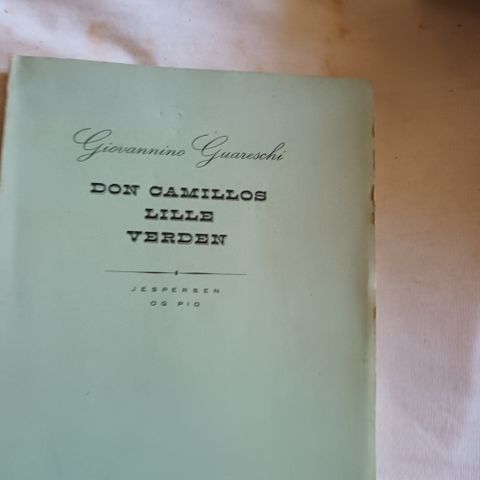 Giovannino Guareschi
DON CAMILLOS
LILLE
VERDEN
JESPERSEN
OG PIO